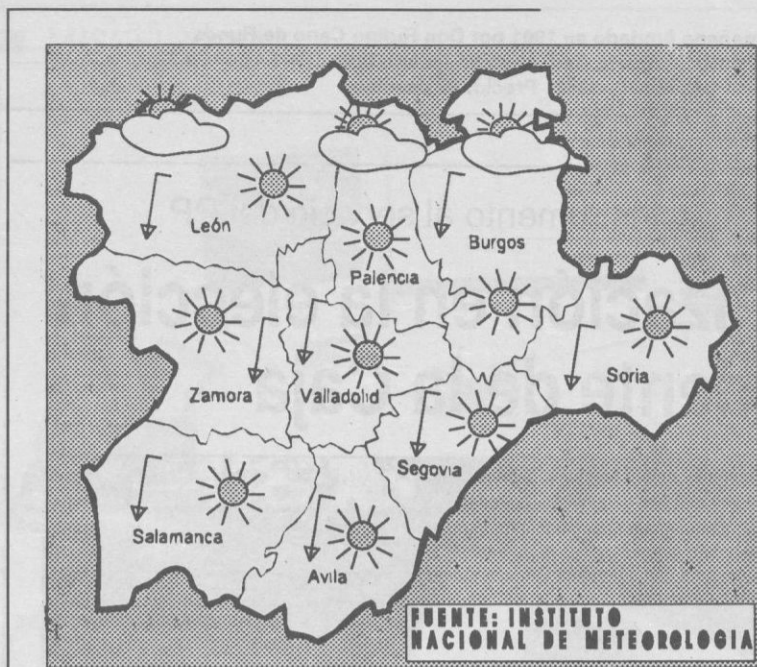 León
Burgos
Palencia
Soria
Zamora
Valladolid
Segovia
Salamanca
Avila
FUENTE: INSTITUTO
NACIONAL DE METEOROLOGIA